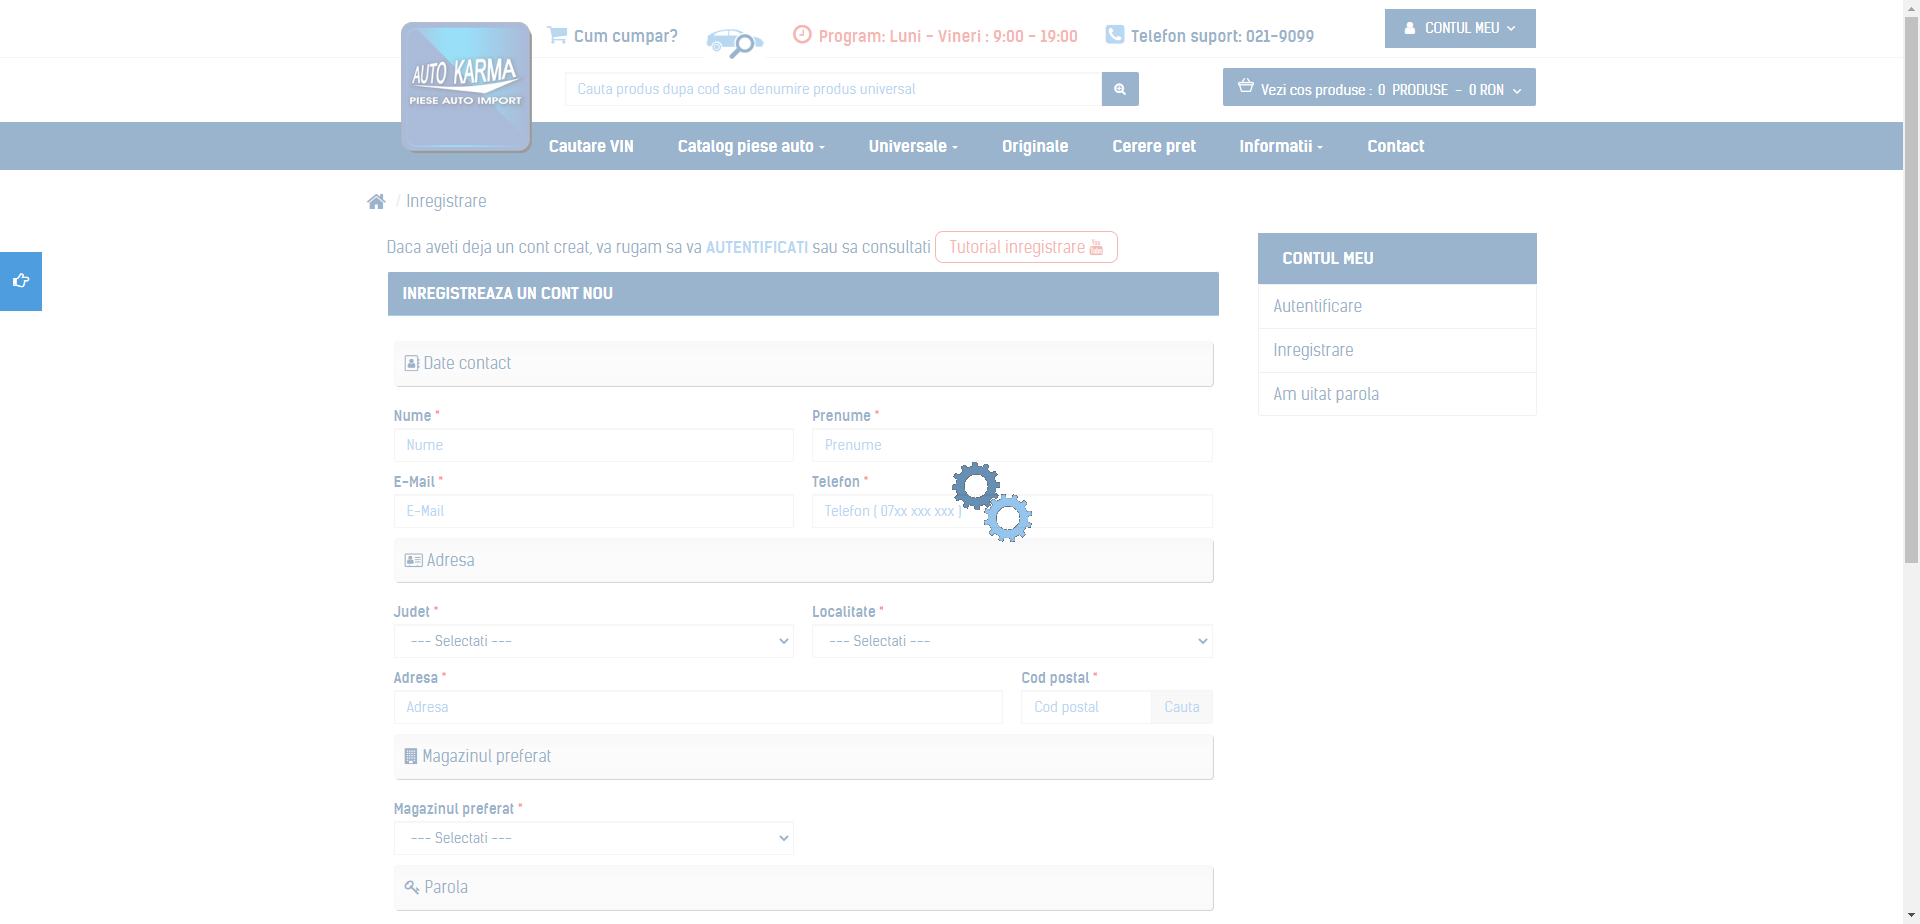 Cum cumpar?
Program: Luni - Vineri : 9:00 - 19:00
Telefon suport: 021-9099
CONTUL MEU
AUTO KARMA
PIESE AUTO IMPORT
Cauta produs dupa cod sau denumire produs universal
Vezi cos produse : 0 PRODUSE - 0 RON
Cautare VIN
Catalog piese auto
Universale
Originale
Cerere pret
Informatii
Contact
/ Inregistrare
Daca aveti deja un cont creat, va rugam sa va AUTENTIFICATI sau sa consultati Tutorial inregistrare You Tube
INREGISTREAZA UN CONT NOU
Date contact
Nume *
Prenume *
Nume
Prenume
E-Mail *
Telefon *
E-Mail
Telefon ( 07xx xxx xxx )
Adresa
Judet *
Localitate *
--- Selectati ---
--- Selectati ---
Adresa *
Cod postal *
Adresa
Cod postal
Cauta
Magazinul preferat
Magazinul preferat *
--- Selectati ---
Parola
CONTUL MEU
Autentificare
Inregistrare
Am uitat parola